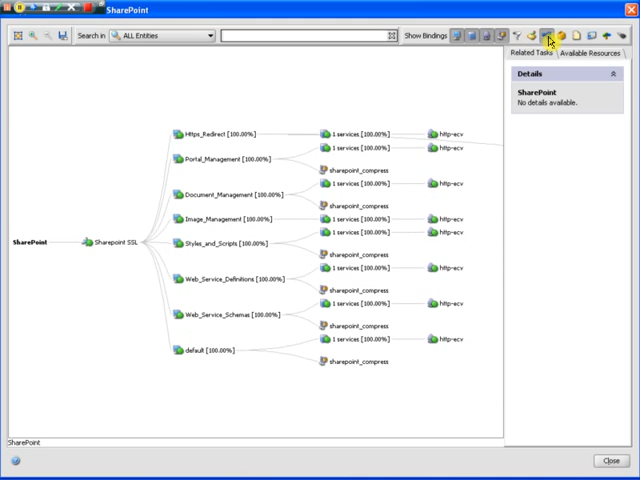 SharePoint
Search in ALL Entities Show Bindings
Related Tasks Available Resources
Details
SharePoint
No details available.
Https_Redirect [100.00%] 1 services [100.00%] http-ecv
1 services [100.00%] http-ecv
Portal_Management [100.00%]
sharepoint_compress
1 services [100.00%] http-ecv
Document_Management [100.00%]
sharepoint_compress
Image_Management [100.00%] 1 services [100.00%] http-ecv
1 services [100.00%] http-ecv
SharePoint Sharepoint SSL Styles_and_Scripts [100.00%]
sharepoint_compress
1 services [100.00%] http-ecv
Web_Service_Definitions [100.00%]
sharepoint_compress
1 services [100.00%] http-ecv
Web_Service_Schemas [100.00%]
sharepoint_compress
1 services [100.00%] http-ecv
default [100.00%]
sharepoint_compress
SharePoint
Close